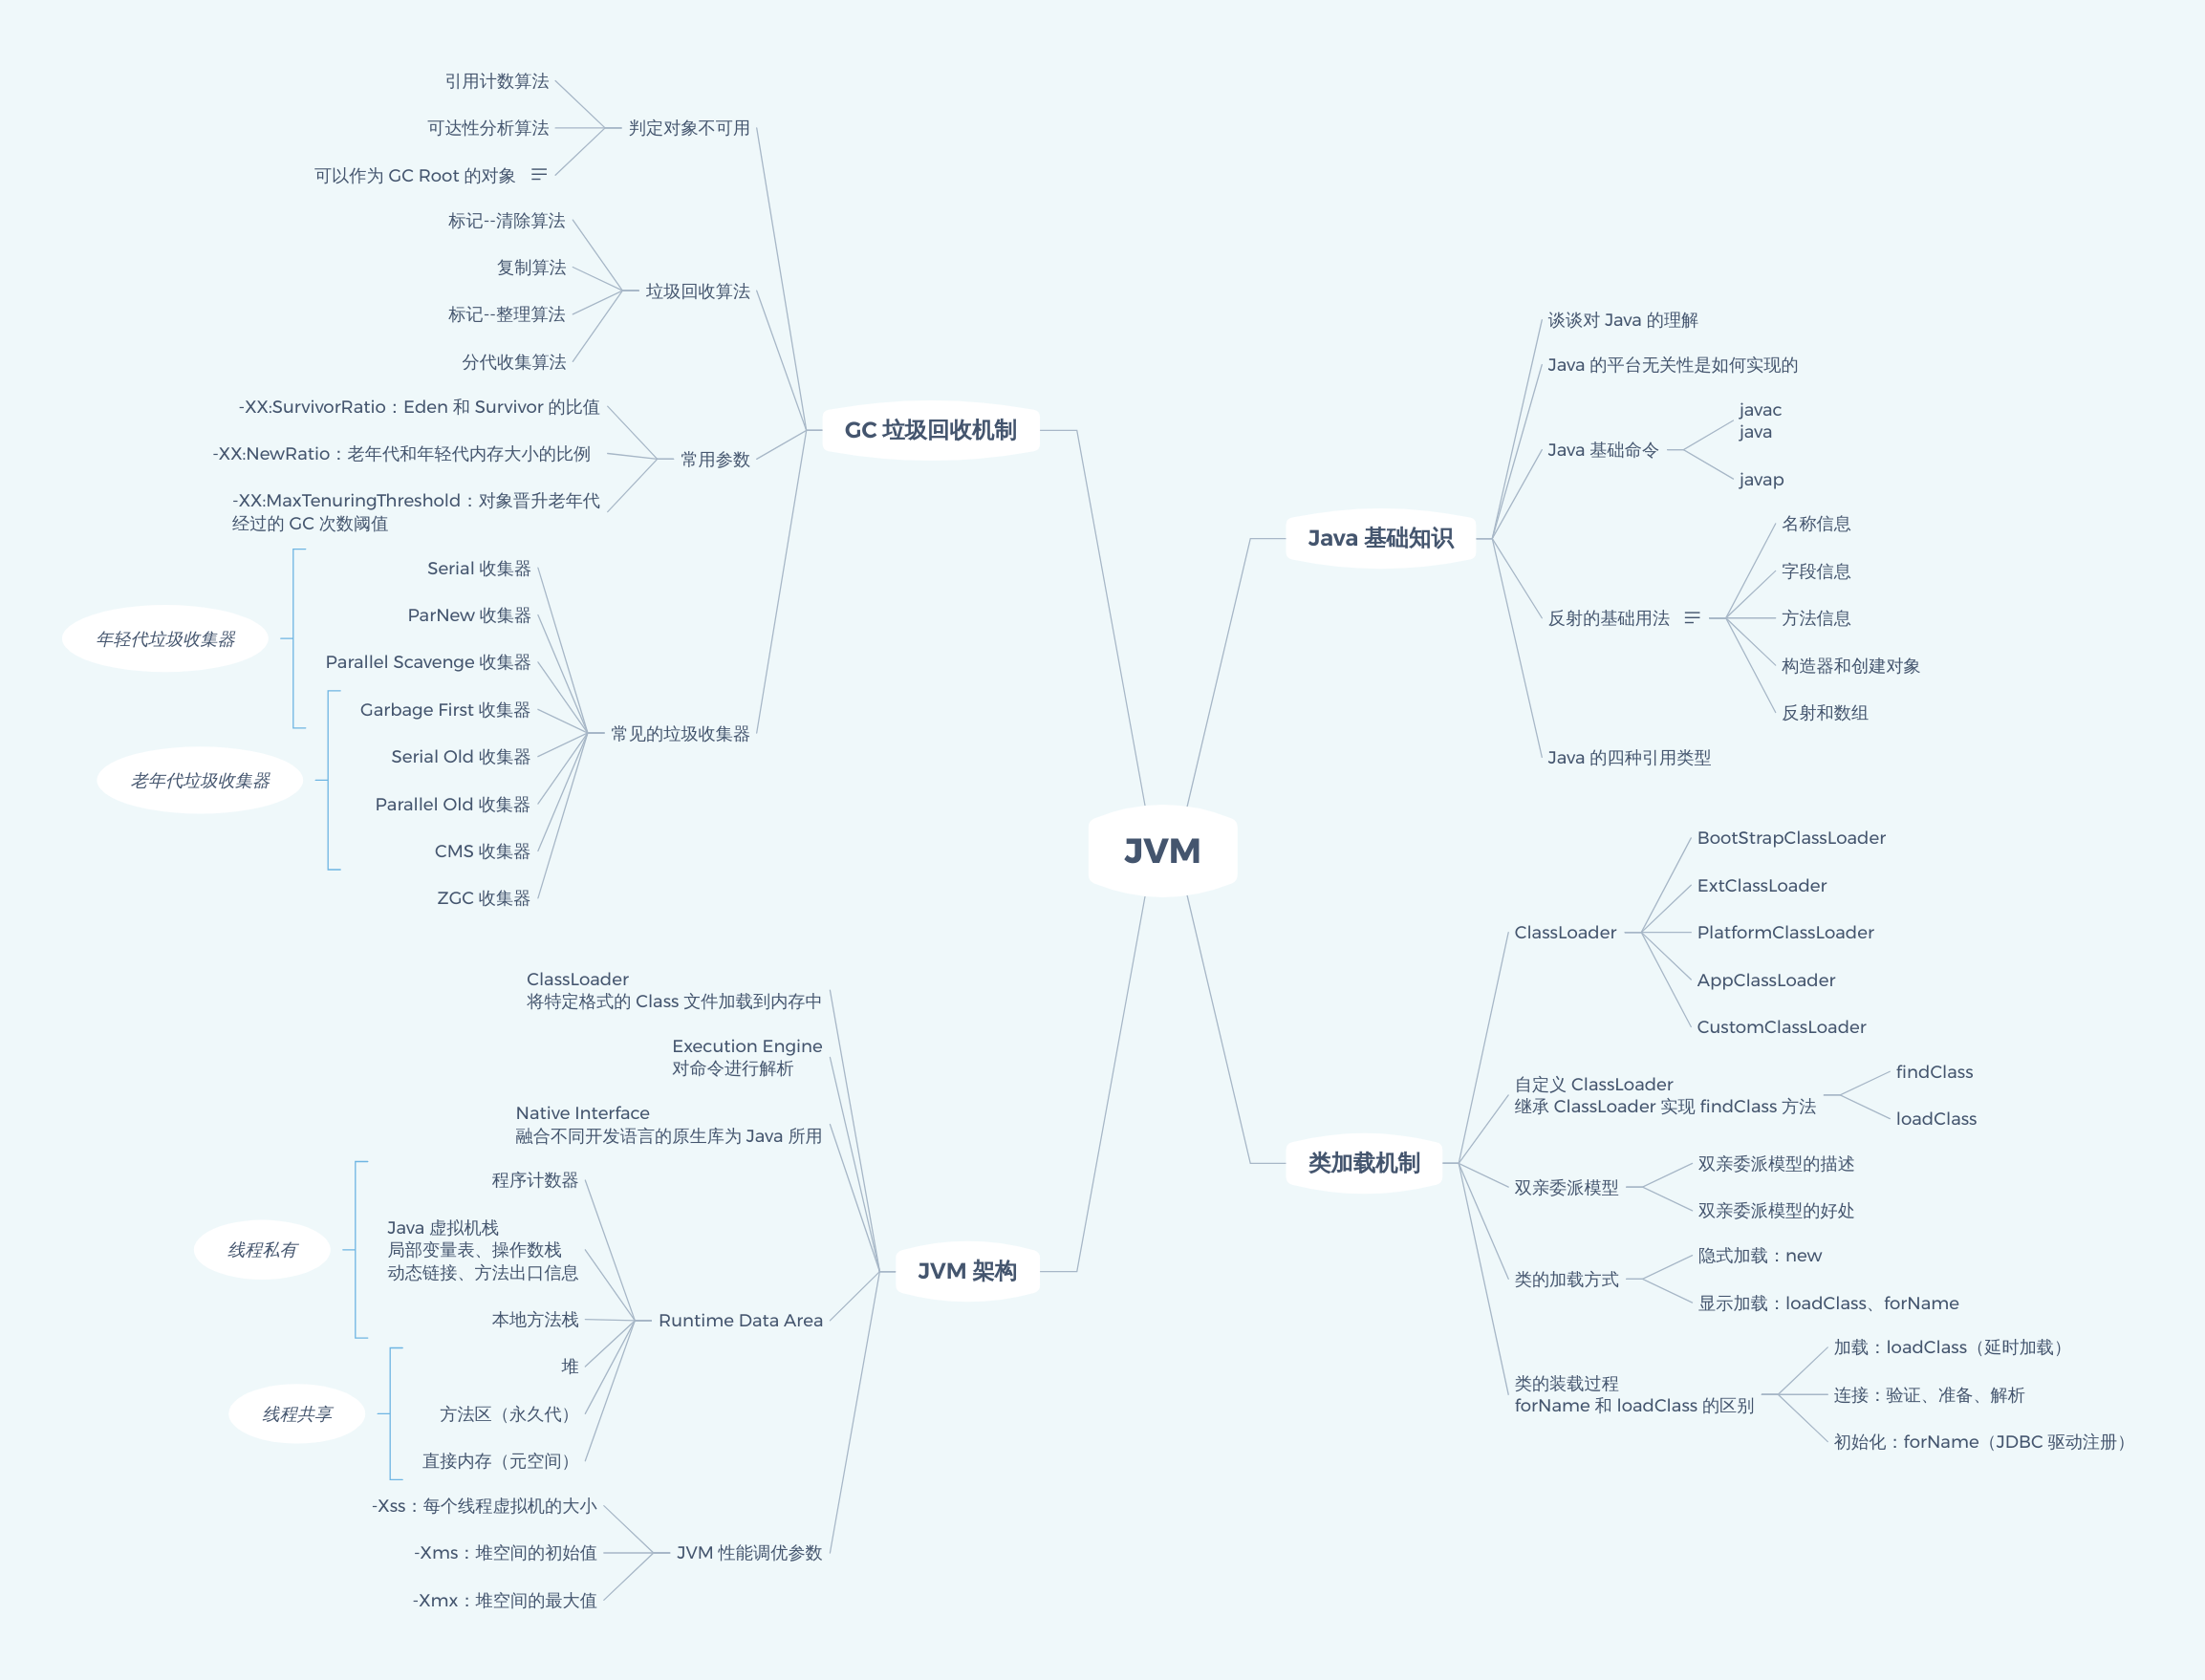 JVM
GC 垃圾回收机制
判定对象不可用
引用计数算法
可达性分析算法
可以作为 GC Root 的对象
垃圾回收算法
标记--清除算法
复制算法
标记--整理算法
分代收集算法
常用参数
-XX:SurvivorRatio：Eden 和 Survivor 的比值
-XX:NewRatio：老年代和年轻代内存大小的比例
-XX:MaxTenuringThreshold：对象晋升老年代
经过的 GC 次数阈值
常见的垃圾收集器
Serial 收集器
ParNew 收集器
Parallel Scavenge 收集器
Garbage First 收集器
Serial Old 收集器
Parallel Old 收集器
CMS 收集器
ZGC 收集器
年轻代垃圾收集器
老年代垃圾收集器
JVM 架构
ClassLoader
将特定格式的 Class 文件加载到内存中
Execution Engine
对命令进行解析
Native Interface
融合不同开发语言的原生库为 Java 所用
Runtime Data Area
程序计数器
Java 虚拟机栈
局部变量表、操作数栈
动态链接、方法出口信息
本地方法栈
堆
方法区（永久代）
直接内存（元空间）
线程私有
线程共享
JVM 性能调优参数
-Xss：每个线程虚拟机的大小
-Xms：堆空间的初始值
-Xmx：堆空间的最大值
Java 基础知识
谈谈对 Java 的理解
Java 的平台无关性是如何实现的
Java 基础命令
javac
java
javap
反射的基础用法
名称信息
字段信息
方法信息
构造器和创建对象
反射和数组
Java 的四种引用类型
类加载机制
ClassLoader
BootStrapClassLoader
ExtClassLoader
PlatformClassLoader
AppClassLoader
CustomClassLoader
自定义 ClassLoader
继承 ClassLoader 实现 findClass 方法
findClass
loadClass
双亲委派模型
双亲委派模型的描述
双亲委派模型的好处
类的加载方式
隐式加载：new
显示加载：loadClass、forName
类的装载过程
forName 和 loadClass 的区别
加载：loadClass（延时加载）
连接：验证、准备、解析
初始化：forName（JDBC 驱动注册）